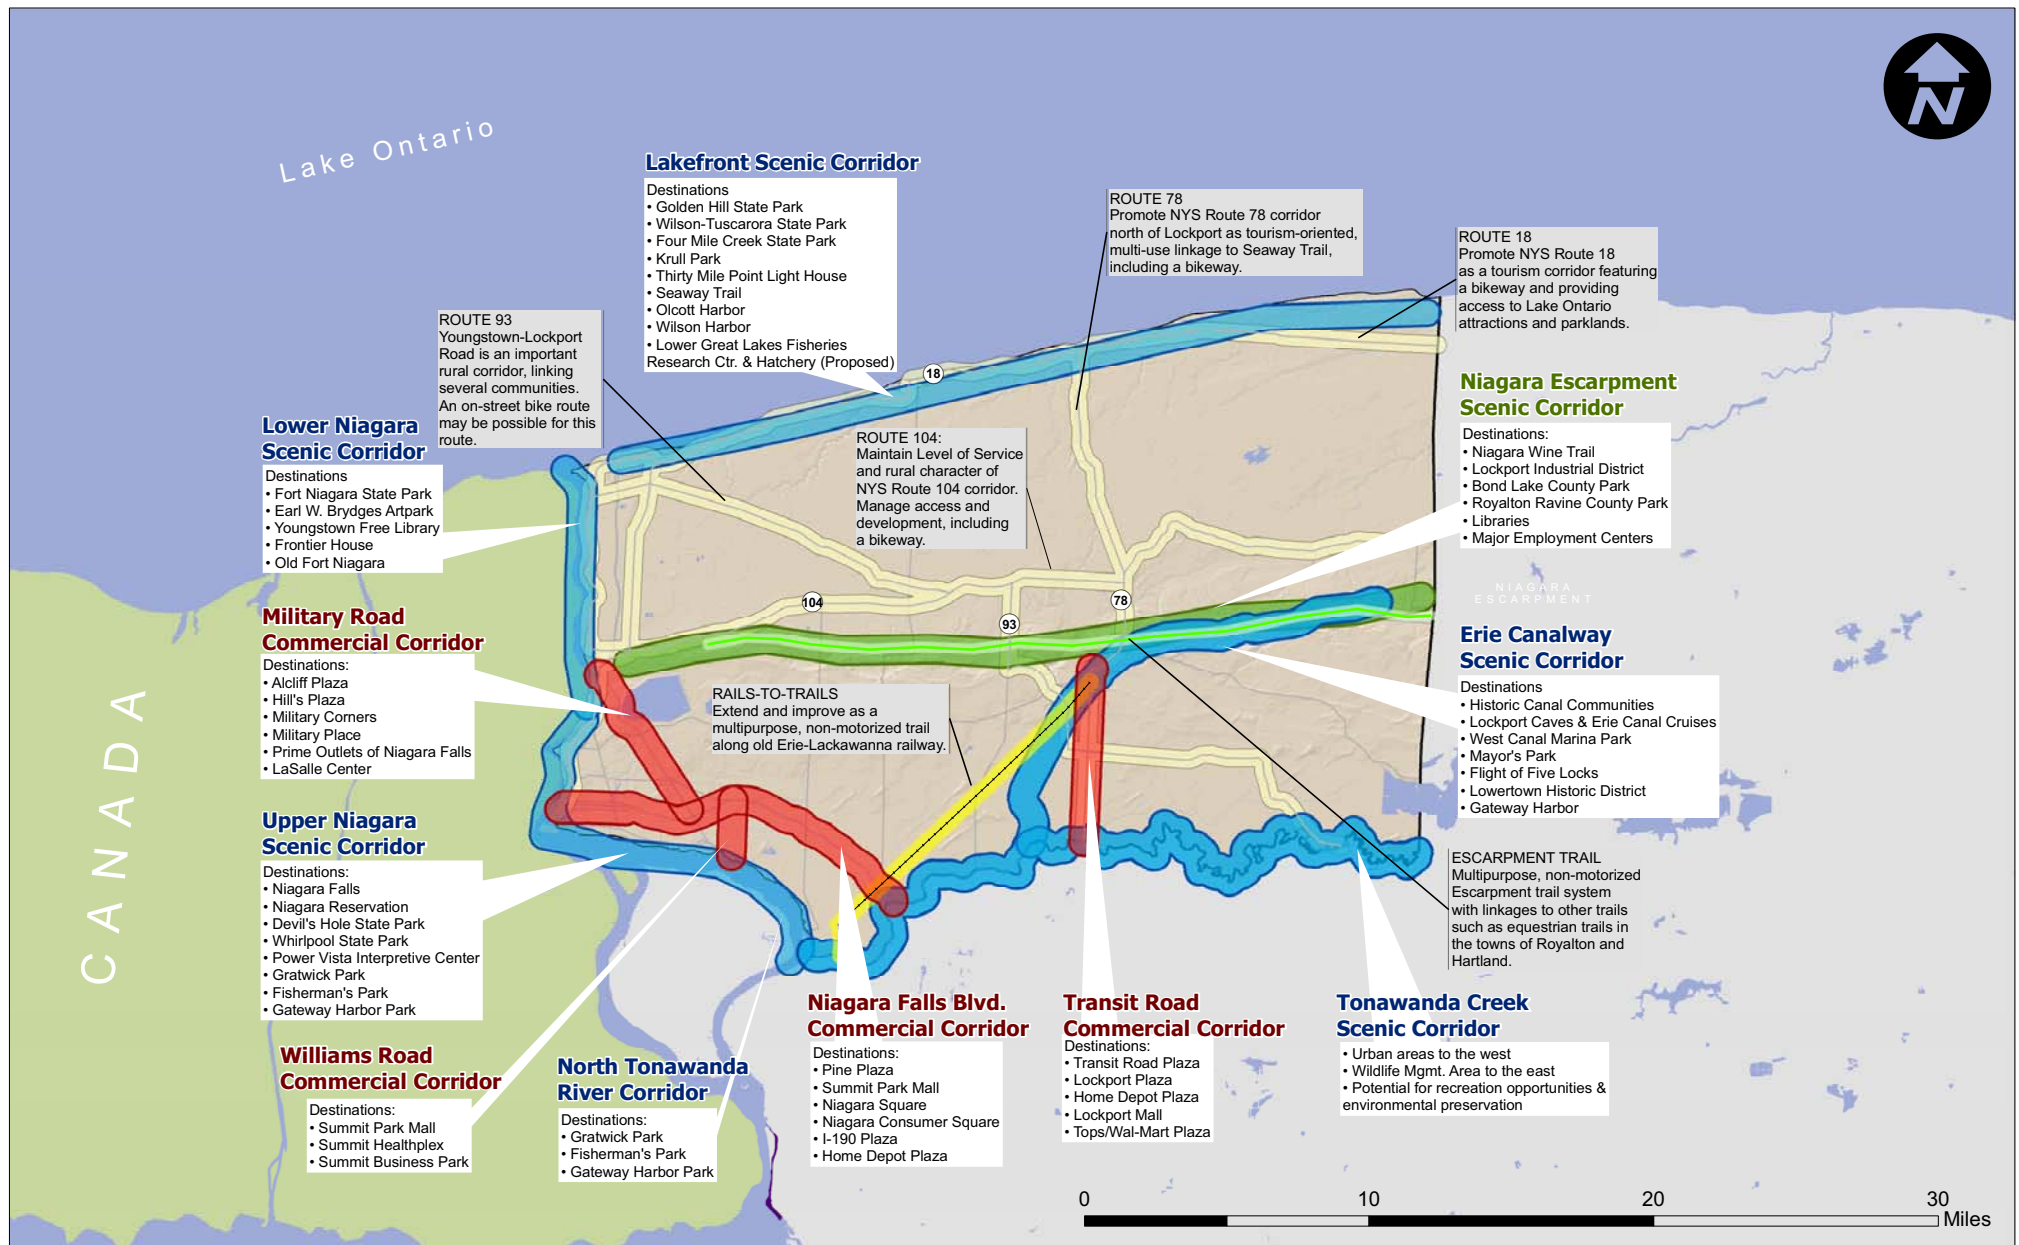 N
Lake Ontario
Lakefront Scenic Corridor
Destinations
• Golden Hill State Park
• Wilson-Tuscarora State Park
• Four Mile Creek State Park
• Krull Park
• Thirty Mile Point Light House
• Seaway Trail
• Olcott Harbor
• Wilson Harbor
• Lower Great Lakes Fisheries
Research Ctr. & Hatchery (Proposed)
ROUTE 78
Promote NYS Route 78 corridor
north of Lockport as tourism-oriented,
multi-use linkage to Seaway Trail,
including a bikeway.
ROUTE 18
Promote NYS Route 18
as a tourism corridor featuring
a bikeway and providing
access to Lake Ontario
attractions and parklands.
ROUTE 93
Youngstown-Lockport
Road is an important
rural corridor, linking
several communities.
An on-street bike route
may be possible for this
route.
18
Niagara Escarpment
Scenic Corridor
Destinations:
• Niagara Wine Trail
• Lockport Industrial District
• Bond Lake County Park
• Royalton Ravine County Park
• Libraries
• Major Employment Centers
Lower Niagara
Scenic Corridor
Destinations
• Fort Niagara State Park
• Earl W. Brydges Artpark
• Youngstown Free Library
• Frontier House
• Old Fort Niagara
ROUTE 104:
Maintain Level of Service
and rural character of
NYS Route 104 corridor.
Manage access and
development, including
a bikeway.
NIAGARA
ESCARPMENT
104
78
93
Military Road
Commercial Corridor
Destinations:
• Alcliff Plaza
• Hill's Plaza
• Military Corners
• Military Place
• Prime Outlets of Niagara Falls
• LaSalle Center
Erie Canalway
Scenic Corridor
Destinations
• Historic Canal Communities
• Lockport Caves & Erie Canal Cruises
• West Canal Marina Park
• Mayor's Park
• Flight of Five Locks
• Lowertown Historic District
• Gateway Harbor
RAILS-TO-TRAILS
Extend and improve as a
multipurpose, non-motorized trail
along old Erie-Lackawanna railway.
CANADA
Upper Niagara
Scenic Corridor
Destinations:
• Niagara Falls
• Niagara Reservation
• Devil's Hole State Park
• Whirlpool State Park
• Power Vista Interpretive Center
• Gratwick Park
• Fisherman's Park
• Gateway Harbor Park
ESCARPMENT TRAIL
Multipurpose, non-motorized
Escarpment trail system
with linkages to other trails
such as equestrian trails in
the towns of Royalton and
Hartland.
Williams Road
Commercial Corridor
Destinations:
• Summit Park Mall
• Summit Healthplex
• Summit Business Park
North Tonawanda
River Corridor
Destinations:
• Gratwick Park
• Fisherman's Park
• Gateway Harbor Park
Niagara Falls Blvd.
Commercial Corridor
Destinations:
• Pine Plaza
• Summit Park Mall
• Niagara Square
• Niagara Consumer Square
• I-190 Plaza
• Home Depot Plaza
Transit Road
Commercial Corridor
Destinations:
• Transit Road Plaza
• Lockport Plaza
• Home Depot Plaza
• Lockport Mall
• Tops/Wal-Mart Plaza
Tonawanda Creek
Scenic Corridor
• Urban areas to the west
• Wildlife Mgmt. Area to the east
• Potential for recreation opportunities &
environmental preservation
0 10 20 30
Miles